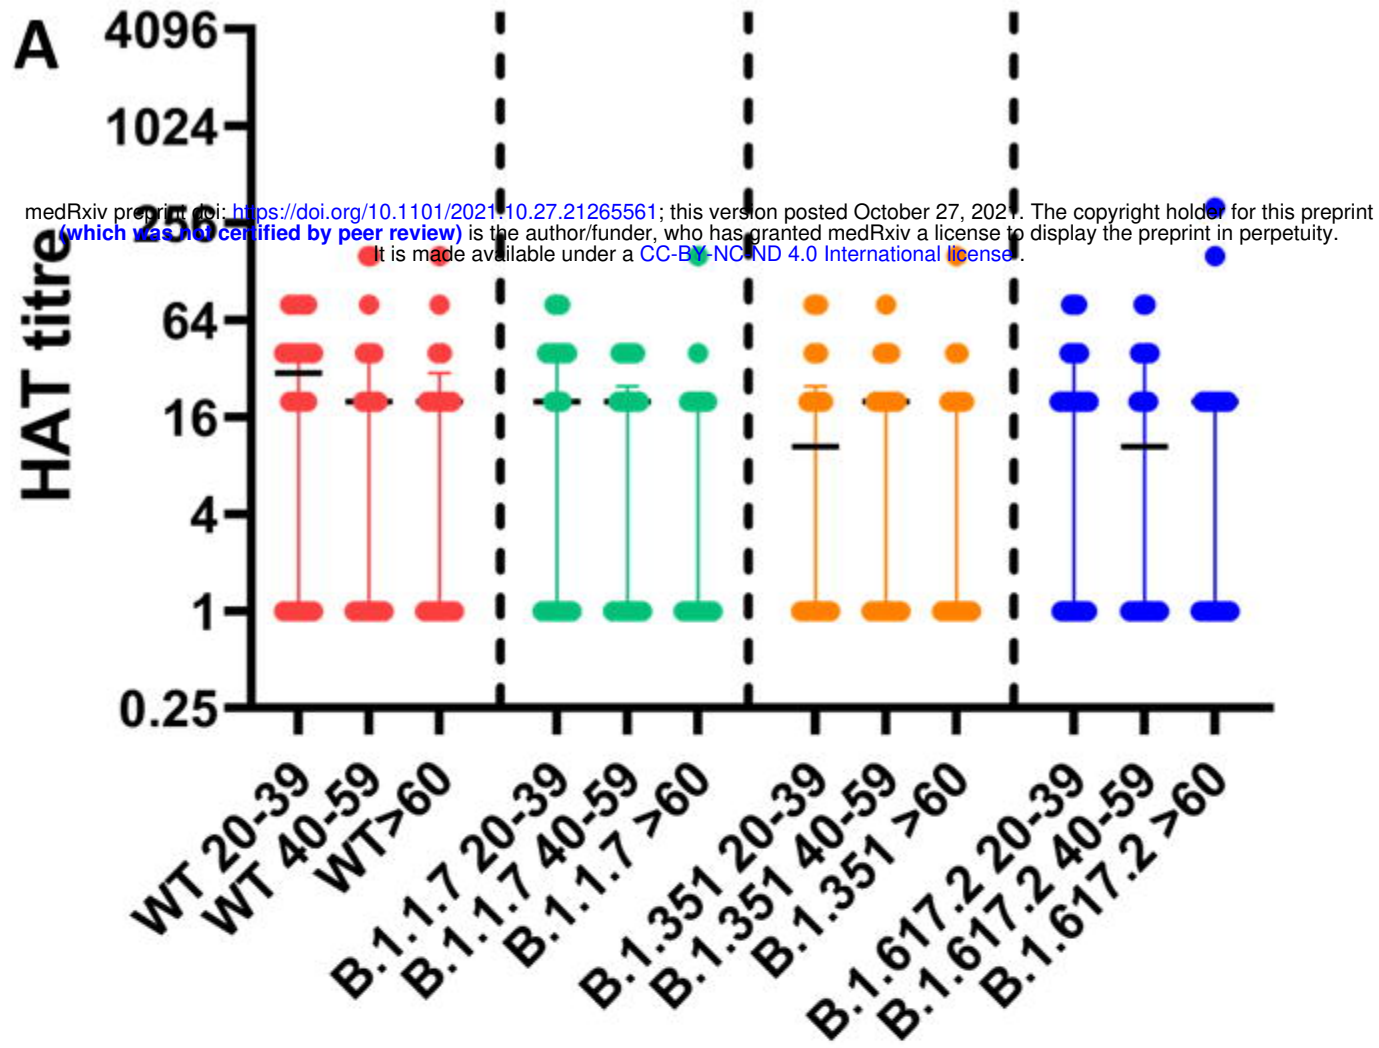 A
4096
1024
medRxiv preprint doi: https://doi.org/10.1101/2021.10.27.21265561; this version posted October 27, 2021. The copyright holder for this preprint
256
(which was not certified by peer review) is the author/funder, who has granted medRxiv a license to display the preprint in perpetuity.
It is made available under a CC-BY-NC-ND 4.0 International license .
64
16
4
1
0.25
HAT titre
WT 20-39
WT 40-59
WT>60
B.1.1.7 20-39
B.1.1.7 40-59
B.1.1.7 >60
B.1.351 20-39
B.1.351 40-59
B.1.351 >60
B.1.617.2 20-39
B.1.617.2 40-59
B.1.617.2 >60